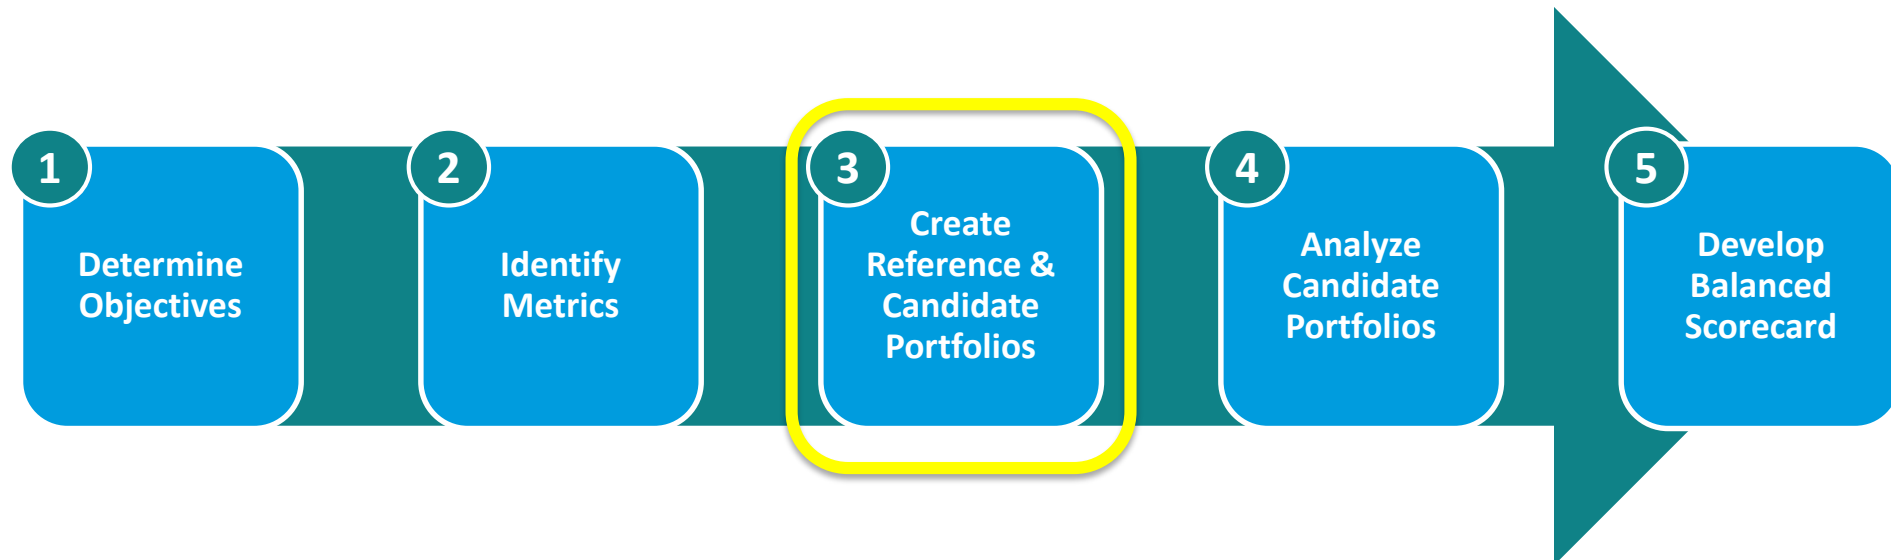 1
Determine
Objectives
2
Identify
Metrics
3
Create
Reference &
Candidate
Portfolios
4
Analyze
Candidate
Portfolios
5
Develop
Balanced
Scorecard